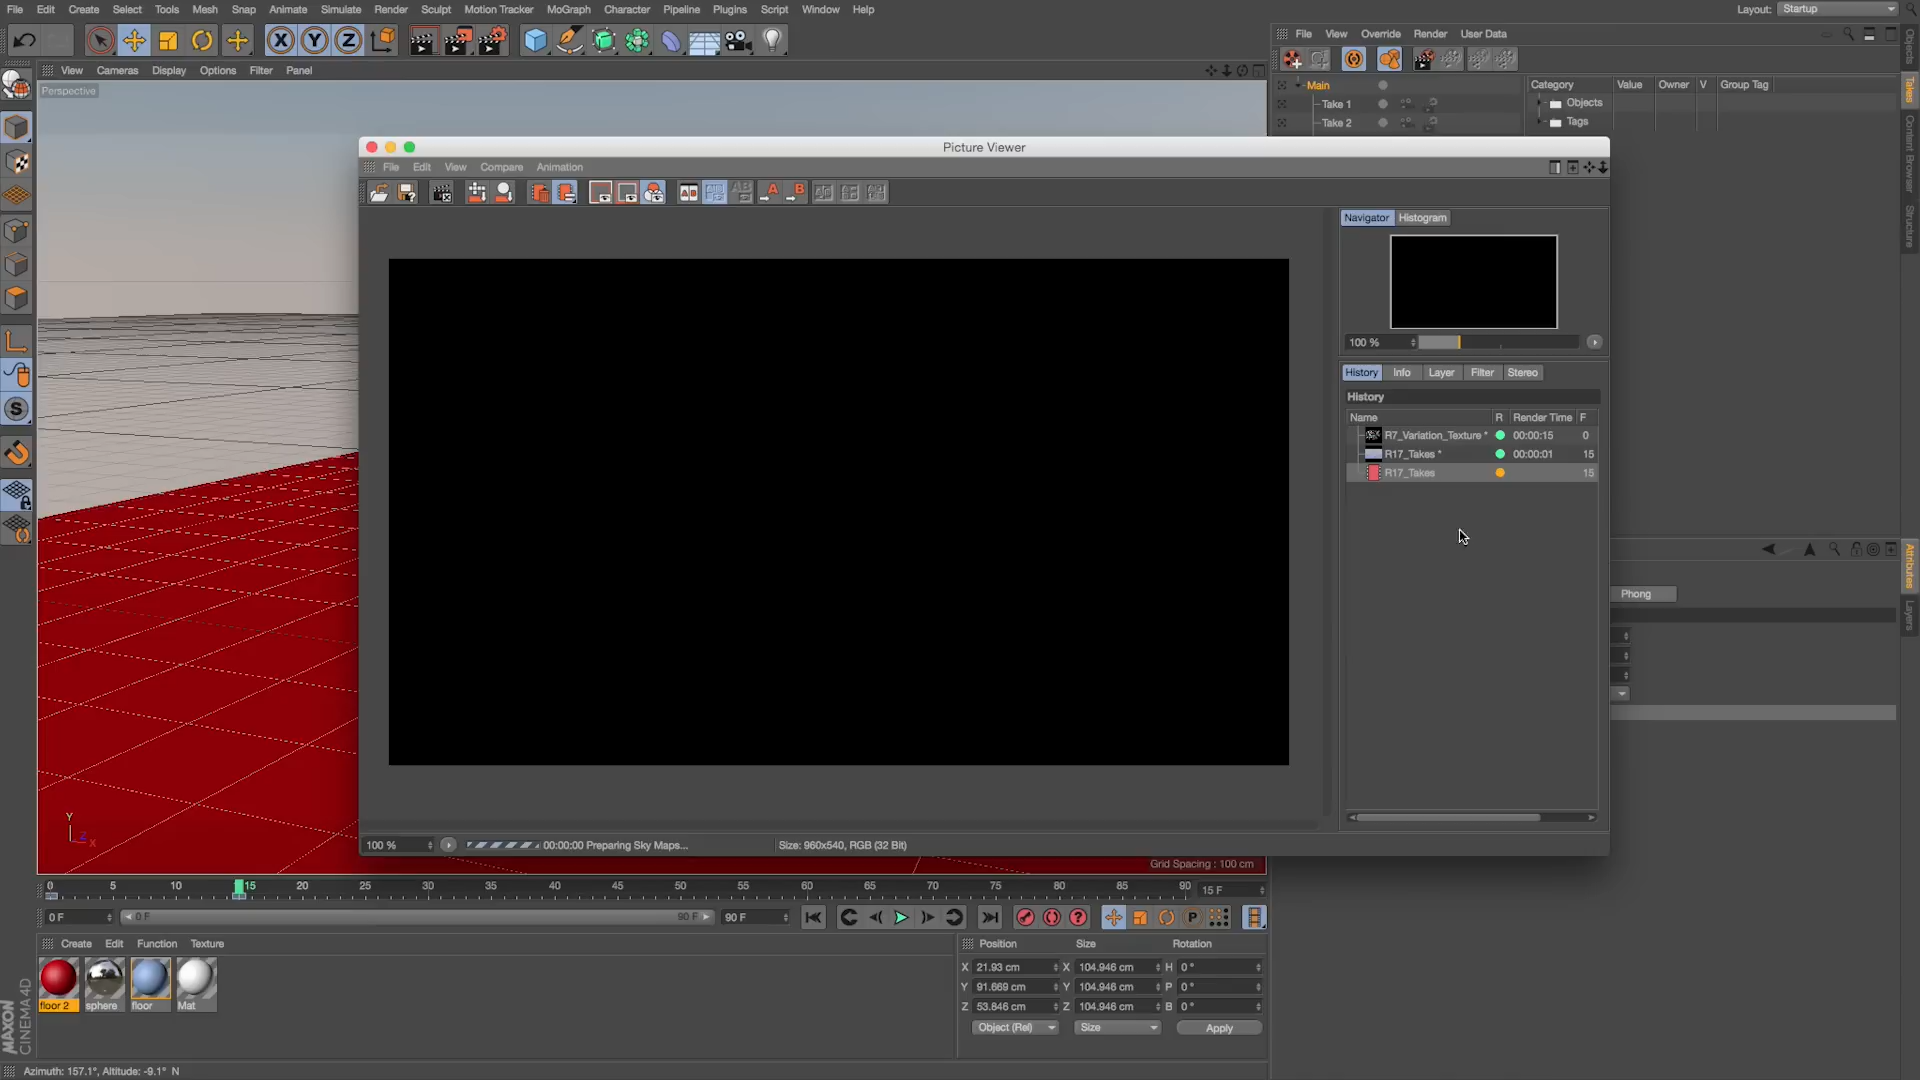 File Edit Create Select Tools Mesh Snap Animate Simulate Render Sculpt Motion Tracker MoGraph Character Pipeline Plugins Script Window Help Layout: Startup
File View Override Render User Data
View Cameras Display Options Filter Panel
Perspective
Main
Take 1
Take 2
Category Value Owner V Group Tag
Objects
Tags
Objects
Takes
Content Browser
Structure
Picture Viewer
File Edit View Compare Animation
Navigator Histogram
100 %
History Info Layer Filter Stereo
History
Name R Render Time F
R7_Variation_Texture * 00:00:15 0
R17_Takes * 00:00:01 15
R17_Takes 15
Attributes
Layers
Phong
Y
Z
X
100 % 00:00:00 Preparing Sky Maps... Size: 960x540, RGB (32 Bit)
Grid Spacing : 100 cm
0 5 10 15 20 25 30 35 40 45 50 55 60 65 70 75 80 85 90 15 F
0 F 0 F 90 F 90 F
Create Edit Function Texture
floor 2 sphere floor Mat
Position Size Rotation
X 21.93 cm X 104.946 cm H 0 °
Y 91.669 cm Y 104.946 cm P 0 °
Z 53.846 cm Z 104.946 cm B 0 °
Object (Rel) Size Apply
MAXON
CINEMA 4D
Azimuth: 157.1°, Altitude: -9.1° N